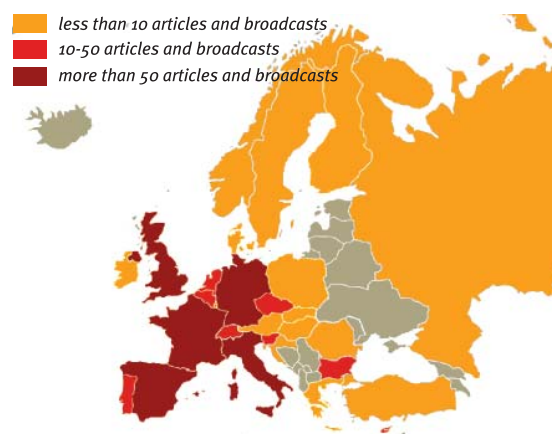 less than 10 articles and broadcasts
10-50 articles and broadcasts
more than 50 articles and broadcasts